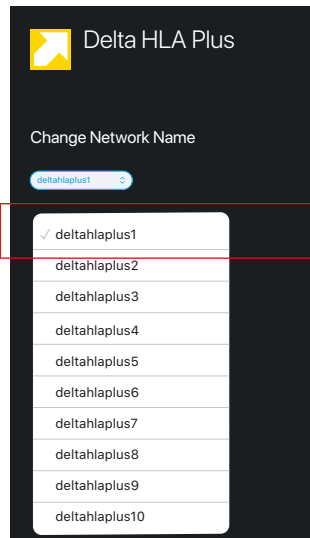 Delta HLA Plus
Change Network Name
deltahlaplus1
deltahlaplus1
deltahlaplus2
deltahlaplus3
deltahlaplus4
deltahlaplus5
deltahlaplus6
deltahlaplus7
deltahlaplus8
deltahlaplus9
deltahlaplus10